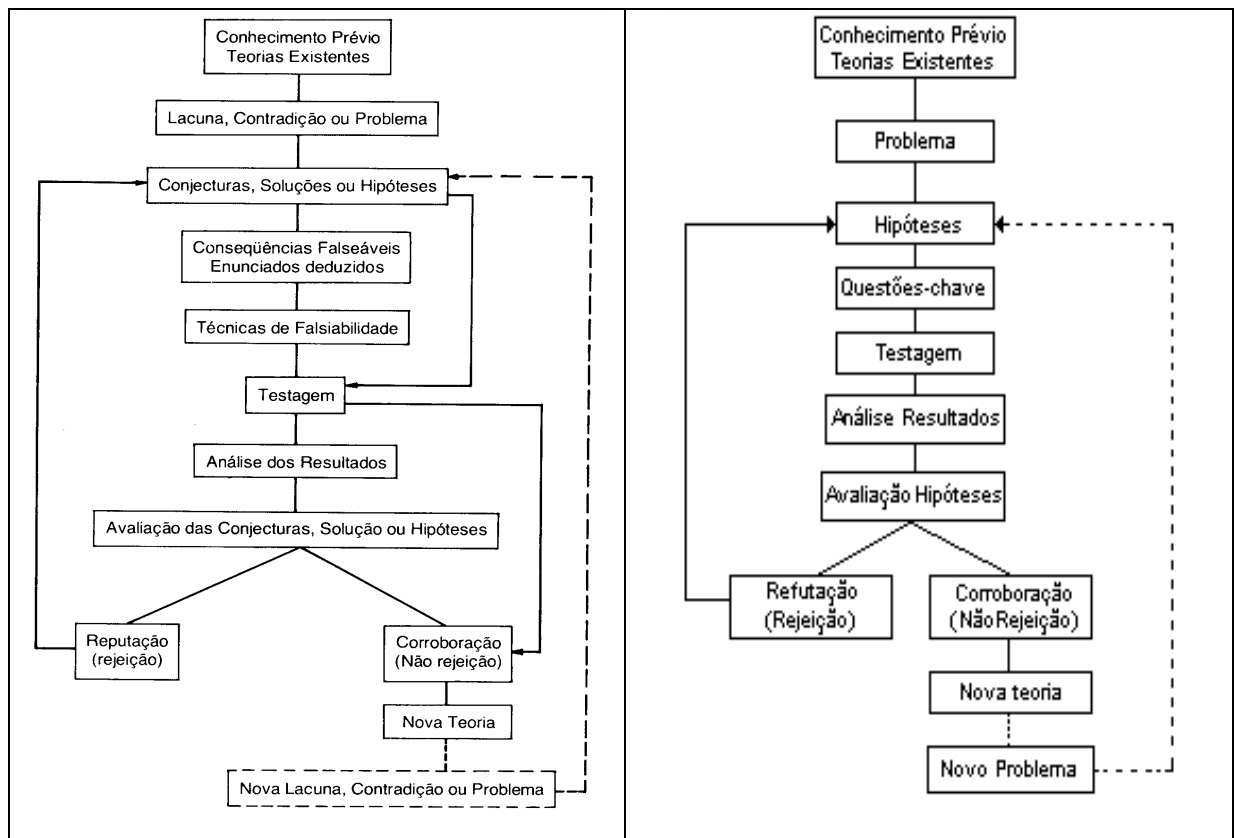 Conhecimento Prévio
Teorias Existentes
Lacuna, Contradição ou Problema
Conjecturas, Soluções ou Hipóteses
Conseqüências Falseáveis
Enunciados deduzidos
Técnicas de Falsiabilidade
Testagem
Análise dos Resultados
Avaliação das Conjecturas, Solução ou Hipóteses
Reputação
(rejeição)
Corroboração
(Não rejeição)
Nova Teoria
Nova Lacuna, Contradição ou Problema
Conhecimento Prévio
Teorias Existentes
Problema
Hipóteses
Questões-chave
Testagem
Análise Resultados
Avaliação Hipóteses
Refutação
(Rejeição)
Corroboração
(Não Rejeição)
Nova teoria
Novo Problema